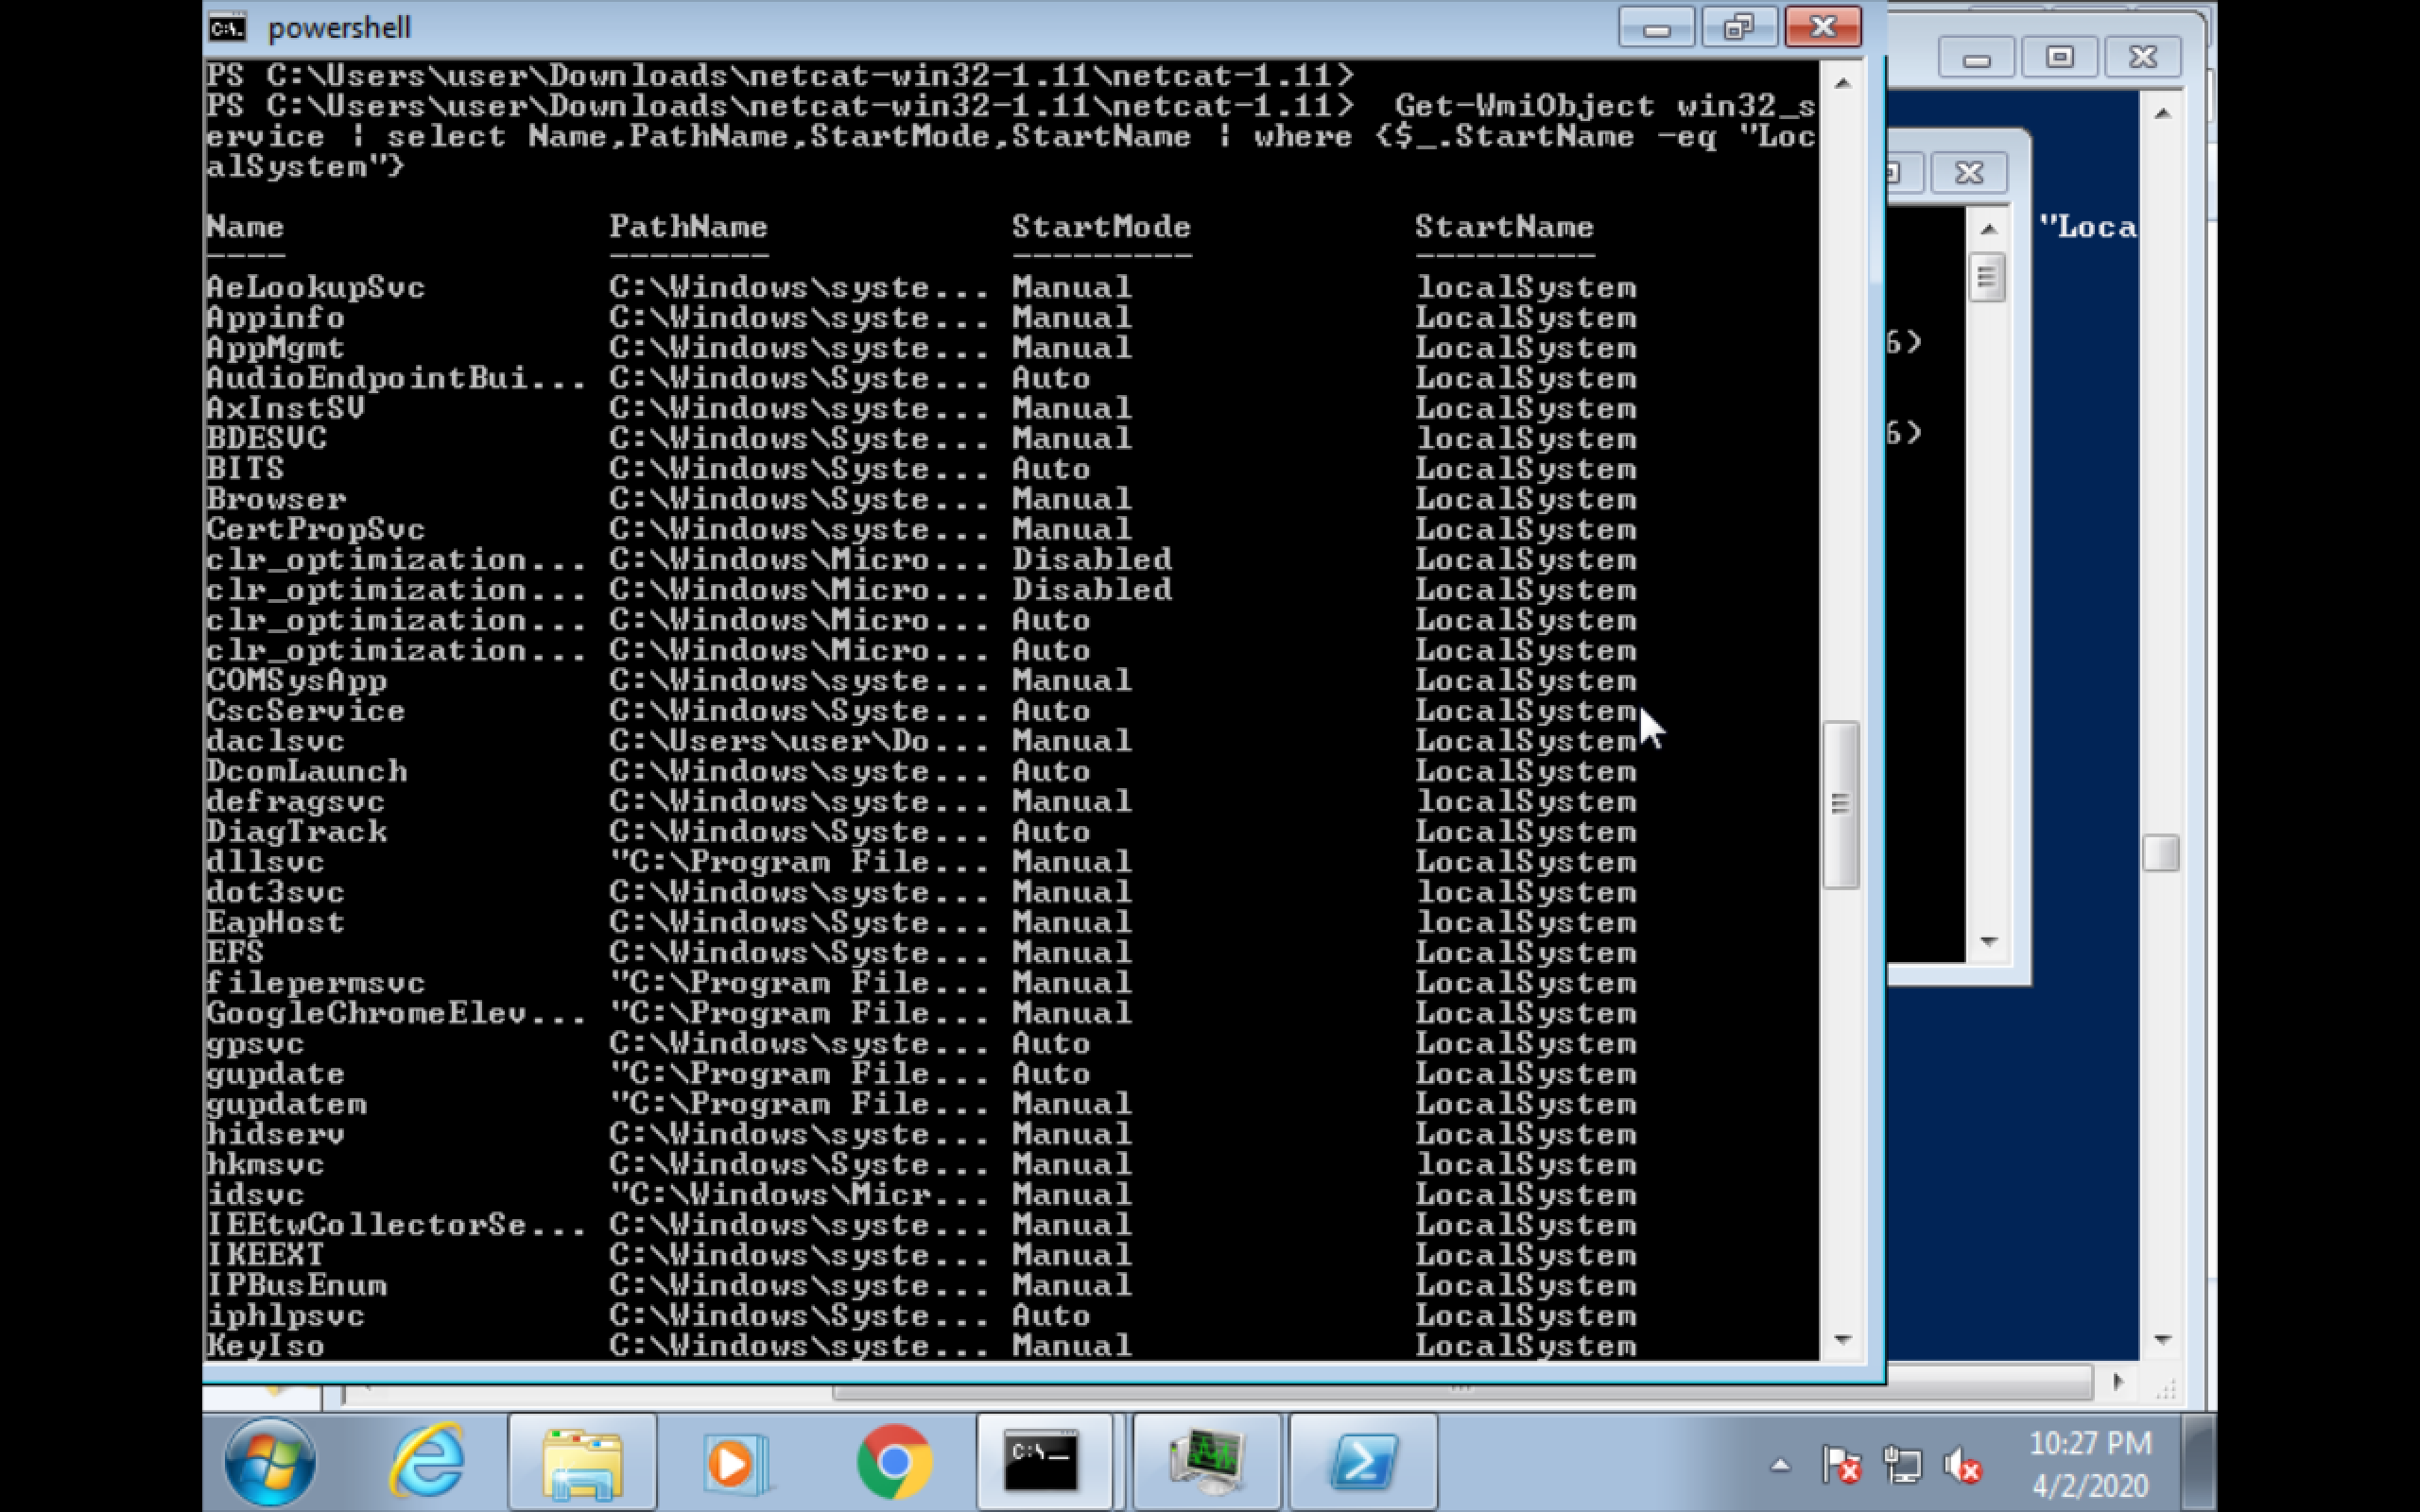 powershell
PS C:\Users\user\Downloads\netcat-win32-1.11\netcat-1.11>
PS C:\Users\user\Downloads\netcat-win32-1.11\netcat-1.11>  Get-WmiObject win32_s
ervice | select Name,PathName,StartMode,StartName | where {$_.StartName -eq "Loc
alSystem"}
Name PathName StartMode StartName
---- -------- --------- ---------
AeLookupSvc C:\Windows\syste... Manual localSystem
Appinfo C:\Windows\syste... Manual LocalSystem
AppMgmt C:\Windows\syste... Manual LocalSystem
AudioEndpointBui... C:\Windows\Syste... Auto LocalSystem
AxInstSV C:\Windows\syste... Manual LocalSystem
BDESVC C:\Windows\Syste... Manual localSystem
BITS C:\Windows\Syste... Auto LocalSystem
Browser C:\Windows\Syste... Manual LocalSystem
CertPropSvc C:\Windows\syste... Manual LocalSystem
clr_optimization... C:\Windows\Micro... Disabled LocalSystem
clr_optimization... C:\Windows\Micro... Disabled LocalSystem
clr_optimization... C:\Windows\Micro... Auto LocalSystem
clr_optimization... C:\Windows\Micro... Auto LocalSystem
COMSysApp C:\Windows\syste... Manual LocalSystem
CscService C:\Windows\Syste... Auto LocalSystem
daclsvc C:\Users\user\Do... Manual LocalSystem
DcomLaunch C:\Windows\syste... Auto LocalSystem
defragsvc C:\Windows\syste... Manual localSystem
DiagTrack C:\Windows\Syste... Auto LocalSystem
dllsvc "C:\Program File... Manual LocalSystem
dot3svc C:\Windows\syste... Manual localSystem
EapHost C:\Windows\Syste... Manual localSystem
EFS C:\Windows\Syste... Manual LocalSystem
filepermsvc "C:\Program File... Manual LocalSystem
GoogleChromeElev... "C:\Program File... Manual LocalSystem
gpsvc C:\Windows\syste... Auto LocalSystem
gupdate "C:\Program File... Auto LocalSystem
gupdatem "C:\Program File... Manual LocalSystem
hidserv C:\Windows\syste... Manual LocalSystem
hkmsvc C:\Windows\Syste... Manual localSystem
idsvc "C:\Windows\Micr... Manual LocalSystem
IEEtwCollectorSe... C:\Windows\syste... Manual LocalSystem
IKEEXT C:\Windows\syste... Manual LocalSystem
IPBusEnum C:\Windows\syste... Manual LocalSystem
iphlpsvc C:\Windows\Syste... Auto LocalSystem
KeyIso C:\Windows\syste... Manual LocalSystem
"Loca
6)
6)
C:\_
10:27 PM
4/2/2020